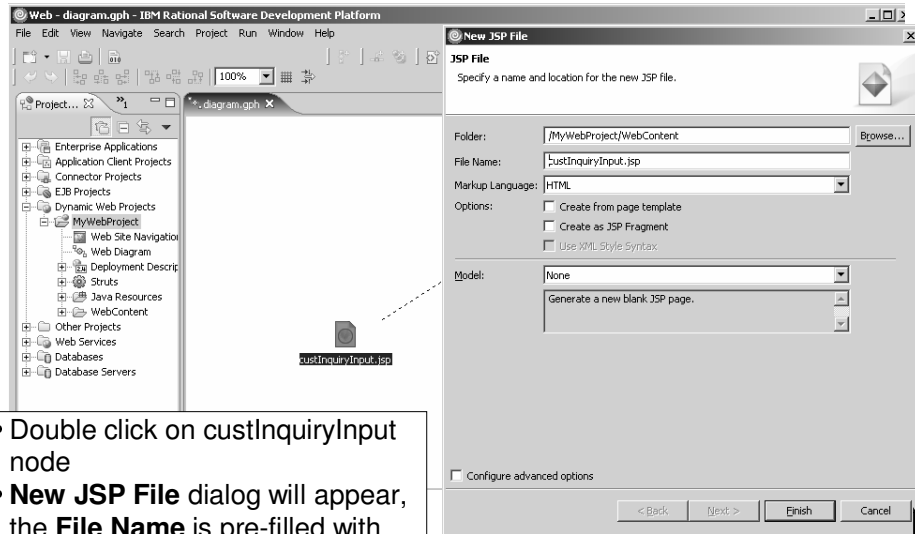 Web - diagram.gph - IBM Rational Software Development Platform
File Edit View Navigate Search Project Run Window Help
100%
Project... »1
*.diagram.gph
Enterprise Applications
Application Client Projects
Connector Projects
EJB Projects
Dynamic Web Projects
MyWebProject
Web Site Navigation
Web Diagram
Deployment Descrip
Struts
Java Resources
WebContent
Other Projects
Web Services
Databases
Database Servers
custInquiryInput.jsp
New JSP File
JSP File
Specify a name and location for the new JSP file.
Folder: /MyWebProject/WebContent Browse...
File Name: custInquiryInput.jsp
Markup Language: HTML
Options: Create from page template
Create as JSP Fragment
Use XML Style Syntax
Model: None
Generate a new blank JSP page.
Configure advanced options
< Back Next > Finish Cancel
• Double click on custInquiryInput
node
• New JSP File dialog will appear,
the File Name is pre-filled with